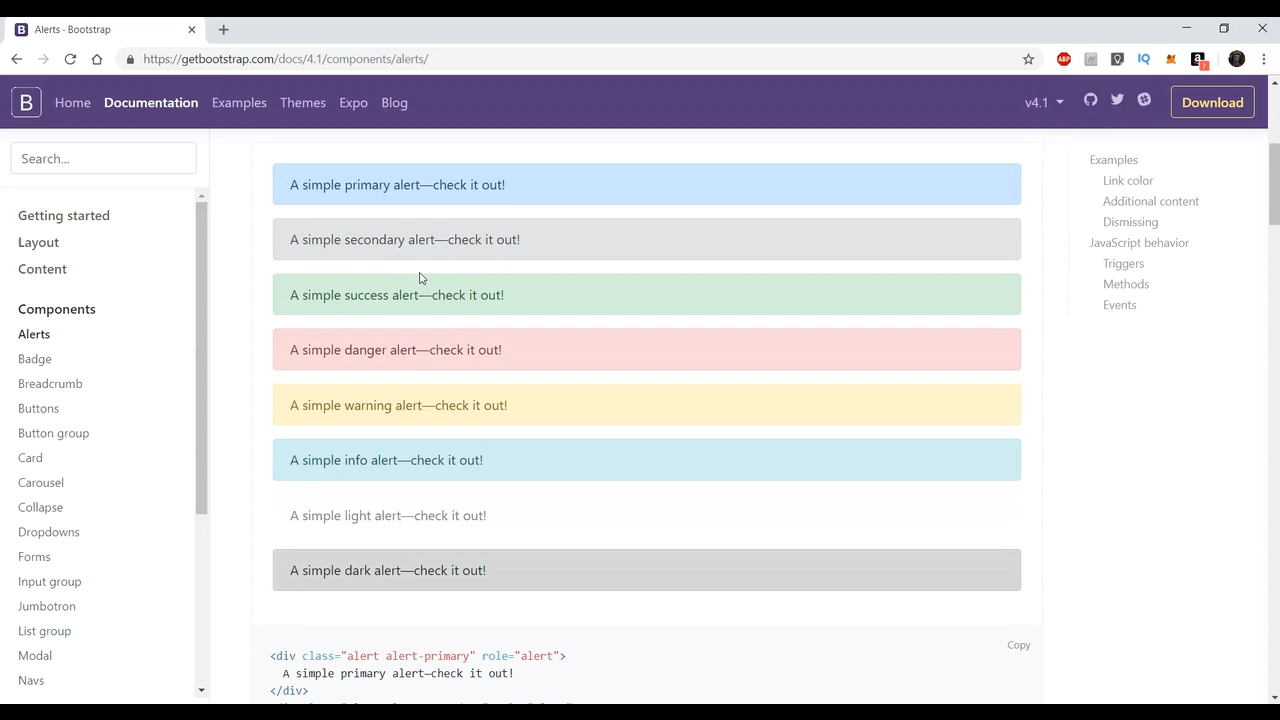 Alerts · Bootstrap
https://getbootstrap.com/docs/4.1/components/alerts/
ABP
IQ
a
7
B
Home
Documentation
Examples
Themes
Expo
Blog
v4.1
Download
Search...
Getting started
Layout
Content
Components
Alerts
Badge
Breadcrumb
Buttons
Button group
Card
Carousel
Collapse
Dropdowns
Forms
Input group
Jumbotron
List group
Modal
Navs
A simple primary alert—check it out!
A simple secondary alert—check it out!
A simple success alert—check it out!
A simple danger alert—check it out!
A simple warning alert—check it out!
A simple info alert—check it out!
A simple light alert—check it out!
A simple dark alert—check it out!
Copy
<div class="alert alert-primary" role="alert">
A simple primary alert—check it out!
</div>
Examples
Link color
Additional content
Dismissing
JavaScript behavior
Triggers
Methods
Events